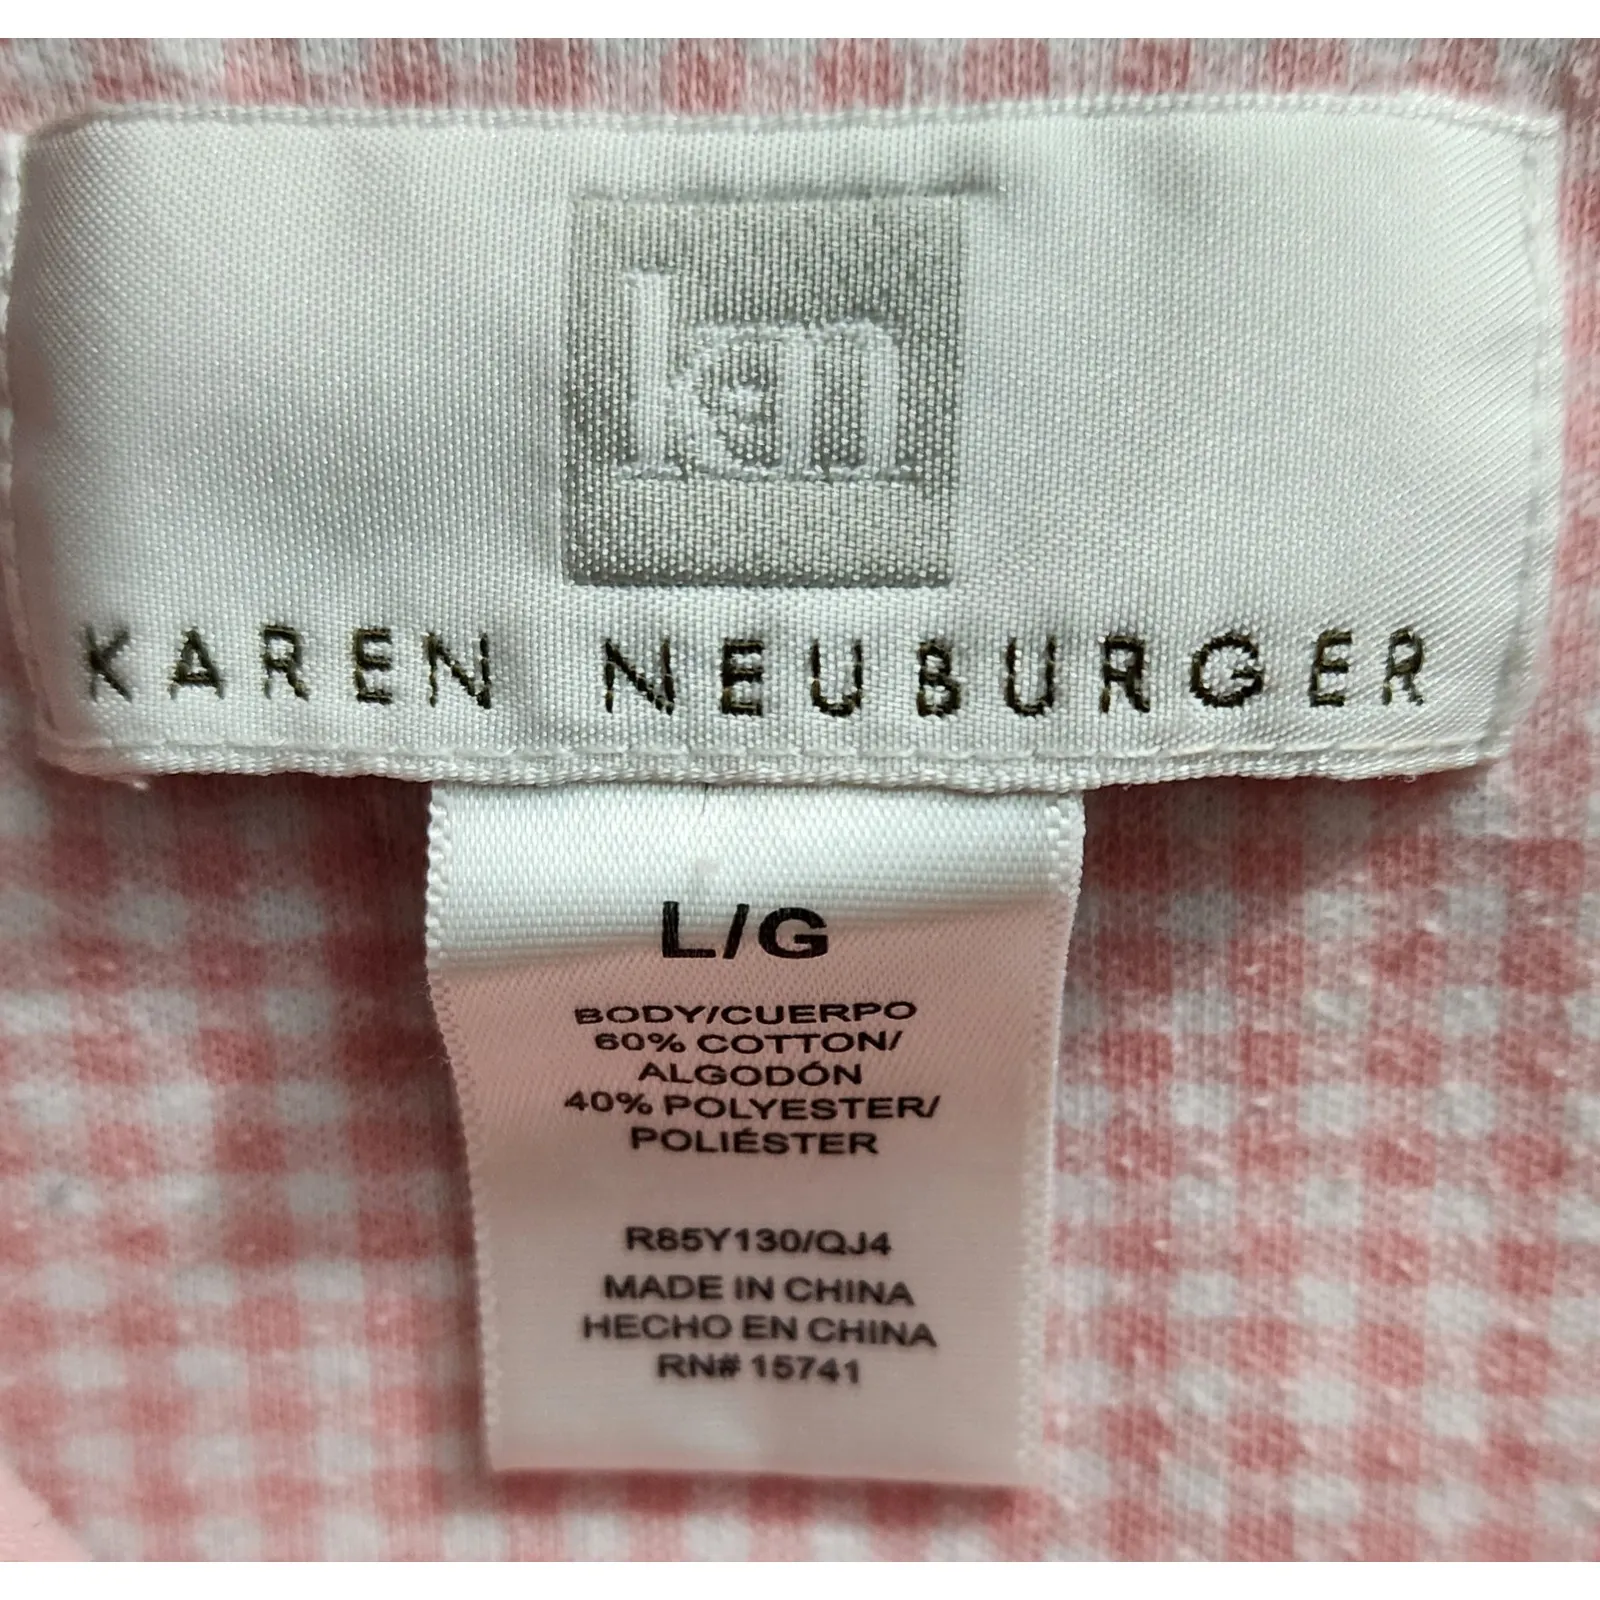 kn
KAREN NEUBURGER
L/G
BODY/CUERPO
60% COTTON/
ALGODÓN
40% POLYESTER/
POLIÉSTER
R85Y130/QJ4
MADE IN CHINA
HECHO EN CHINA
RN# 15741